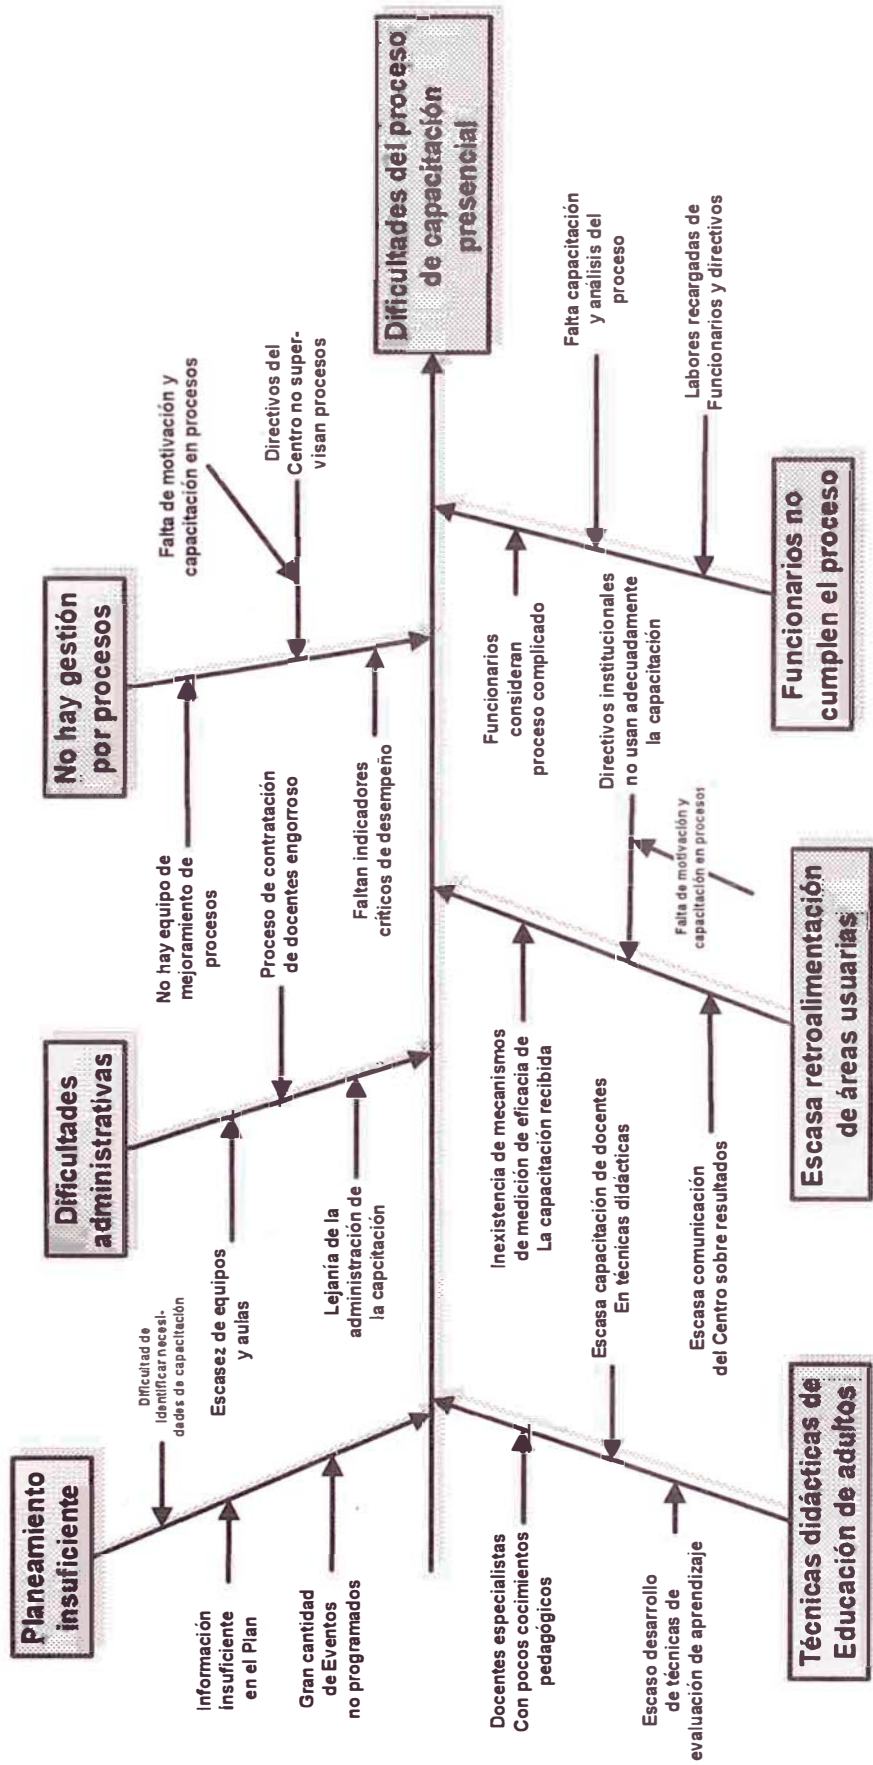 Planeamiento
insuficiente
Dificultad de
identificar necesi-
dades de capacitación
Información
insuficiente
en el Plan
Gran cantidad
de Eventos
no programados
Dificultades
administrativas
Escasez de equipos
y aulas
Proceso de contratación
de docentes engorroso
Lejanía de la
administración de
la capcitación
No hay gestión
por procesos
No hay equipo de
mejoramiento de
procesos
Falta de motivación y
capacitación en procesos
Directivos del
Centro no super-
visan procesos
Faltan indicadores
críticos de desempeño
Dificultades del proceso
de capacitación
presencial
Docentes especialistas
Con pocos cocimientos
pedagógicos
Escasa capacitación de docentes
En técnicas didácticas
Escaso desarrollo
de técnicas de
evaluación de aprendizaje
Técnicas didácticas de
Educación de adultos
Inexistencia de mecanismos
de medición de eficacia de
La capacitación recibida
Directivos institucionales
no usan adecuadamente
la capacitación
Falta de motivación y
capacitación en procesos
Escasa comunicación
del Centro sobre resultados
Escasa retroalimentación
de áreas usuarias
Funcionarios
consideran
proceso complicado
Falta capacitación
y análisis del
proceso
Labores recargadas de
Funcionarios y directivos
Funcionarios no
cumplen el proceso